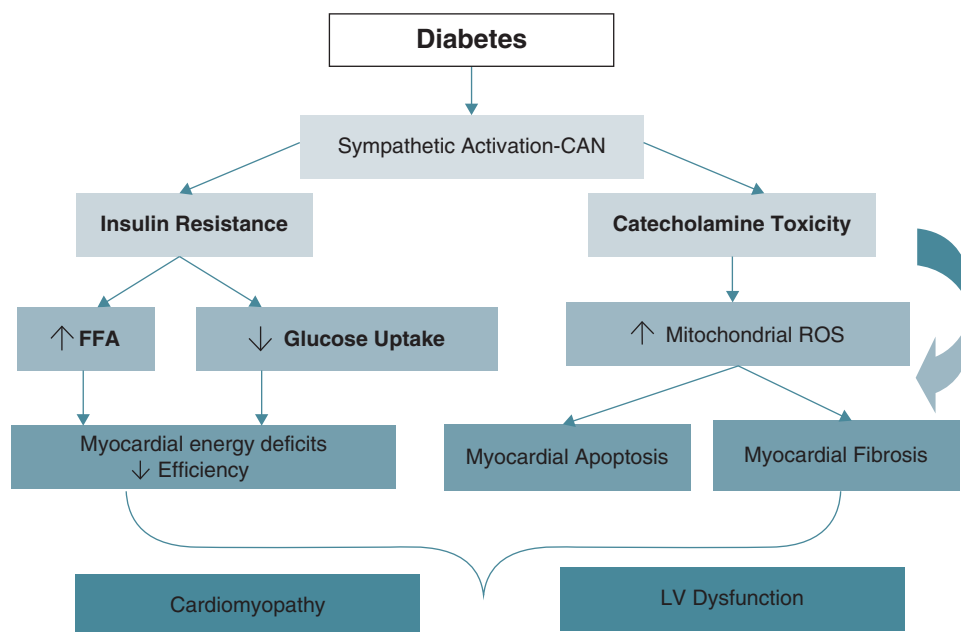 Diabetes
Sympathetic Activation-CAN
Insulin Resistance
Catecholamine Toxicity
↑ FFA
↓ Glucose Uptake
↑ Mitochondrial ROS
Myocardial energy deficits
↓ Efficiency
Myocardial Apoptosis
Myocardial Fibrosis
Cardiomyopathy
LV Dysfunction